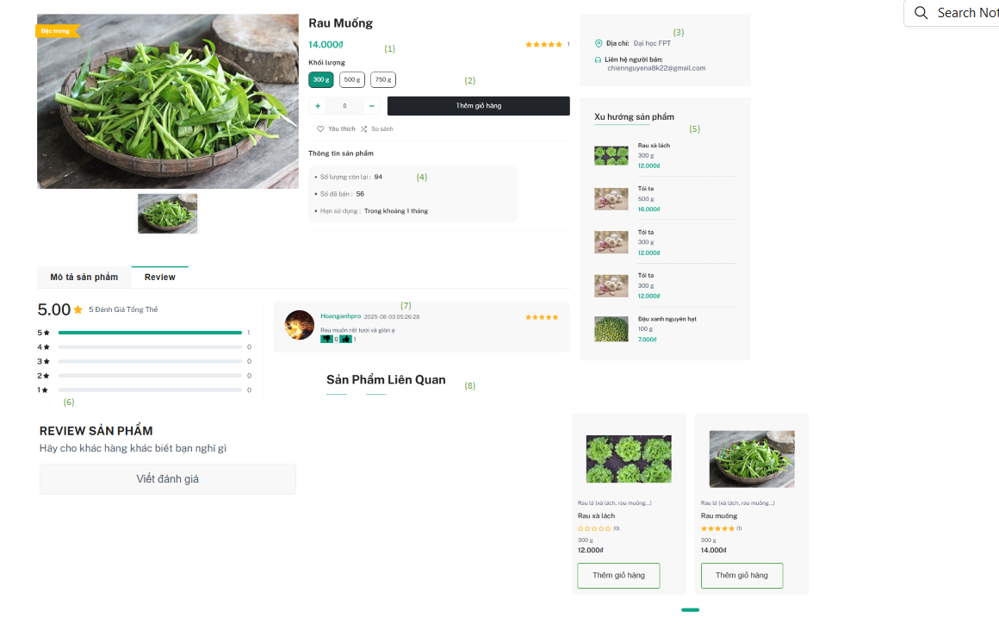 Search Not
Đặc trưng
Rau Muống
14.000₫
(1)
1
Khối lượng
300 g
500 g
750 g
(2)
+ 0 −
Thêm giỏ hàng
Yêu thích
So sánh
Thông tin sản phẩm
• Số lượng còn lại : 94
(4)
• Số đã bán : 56
• Hạn sử dụng : Trong khoảng 1 tháng
(3)
Địa chỉ: Đại học FPT
Liên hệ người bán:
chiennguyena8k22@gmail.com
Xu hướng sản phẩm
(5)
Rau xà lách
300 g
12.000₫
Tỏi ta
500 g
16.000₫
Tỏi ta
300 g
12.000₫
Tỏi ta
300 g
12.000₫
Đậu xanh nguyên hạt
100 g
7.000₫
Mô tả sản phẩm
Review
5.00
5 Đánh Giá Tổng Thể
5 1
4 0
3 0
2 0
1 0
(6)
(7)
Hoanganhpro 2025-08-03 05:26:28
Rau muốn rất tươi và giòn ạ
0 1
REVIEW SẢN PHẨM
Hãy cho khác hàng khác biết bạn nghĩ gì
Viết đánh giá
Sản Phẩm Liên Quan
(8)
Rau lá (xà lách, rau muống...)
Rau xà lách
(0)
300 g
12.000₫
Thêm giỏ hàng
Rau lá (xà lách, rau muống...)
Rau muống
(1)
300 g
14.000₫
Thêm giỏ hàng